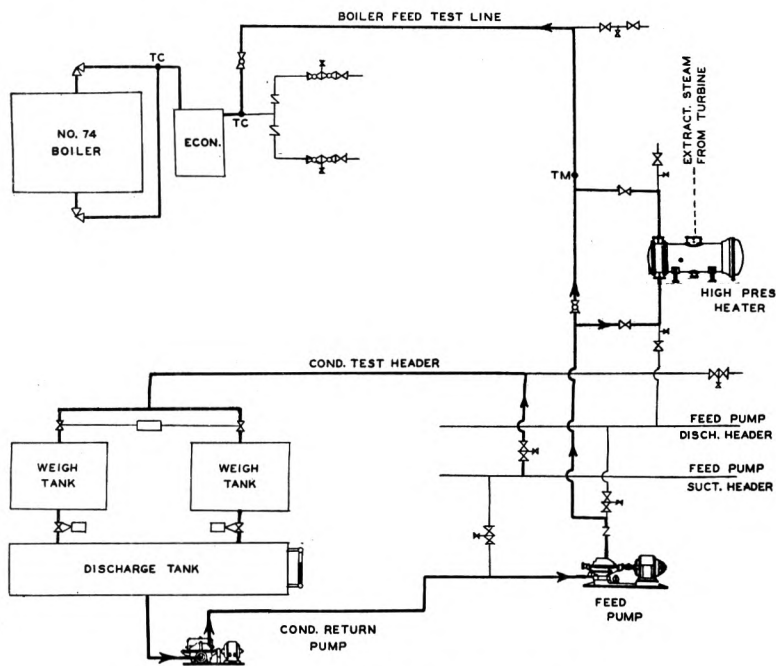 BOILER FEED TEST LINE
TC
NO. 74
BOILER
ECON.
TC
EXTRACT. STEAM
FROM TURBINE
TM
HIGH PRES
HEATER
COND. TEST HEADER
FEED PUMP
DISCH. HEADER
WEIGH
TANK
WEIGH
TANK
FEED PUMP
SUCT. HEADER
DISCHARGE TANK
FEED
PUMP
COND. RETURN
PUMP